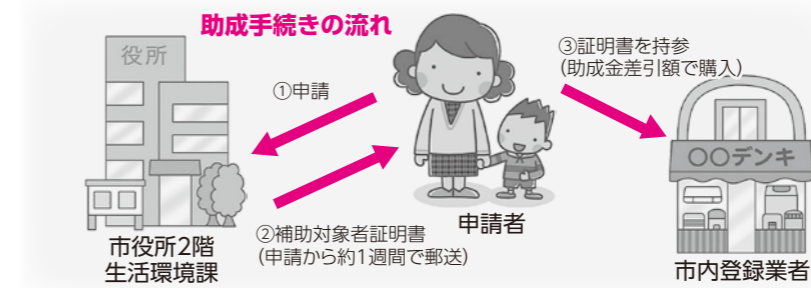 助成手続きの流れ
役所
①申請
③証明書を持参
(助成金差引額で購入)
〇〇デンキ
申請者
②補助対象者証明書
(申請から約1週間で郵送)
市役所2階
生活環境課
市内登録業者